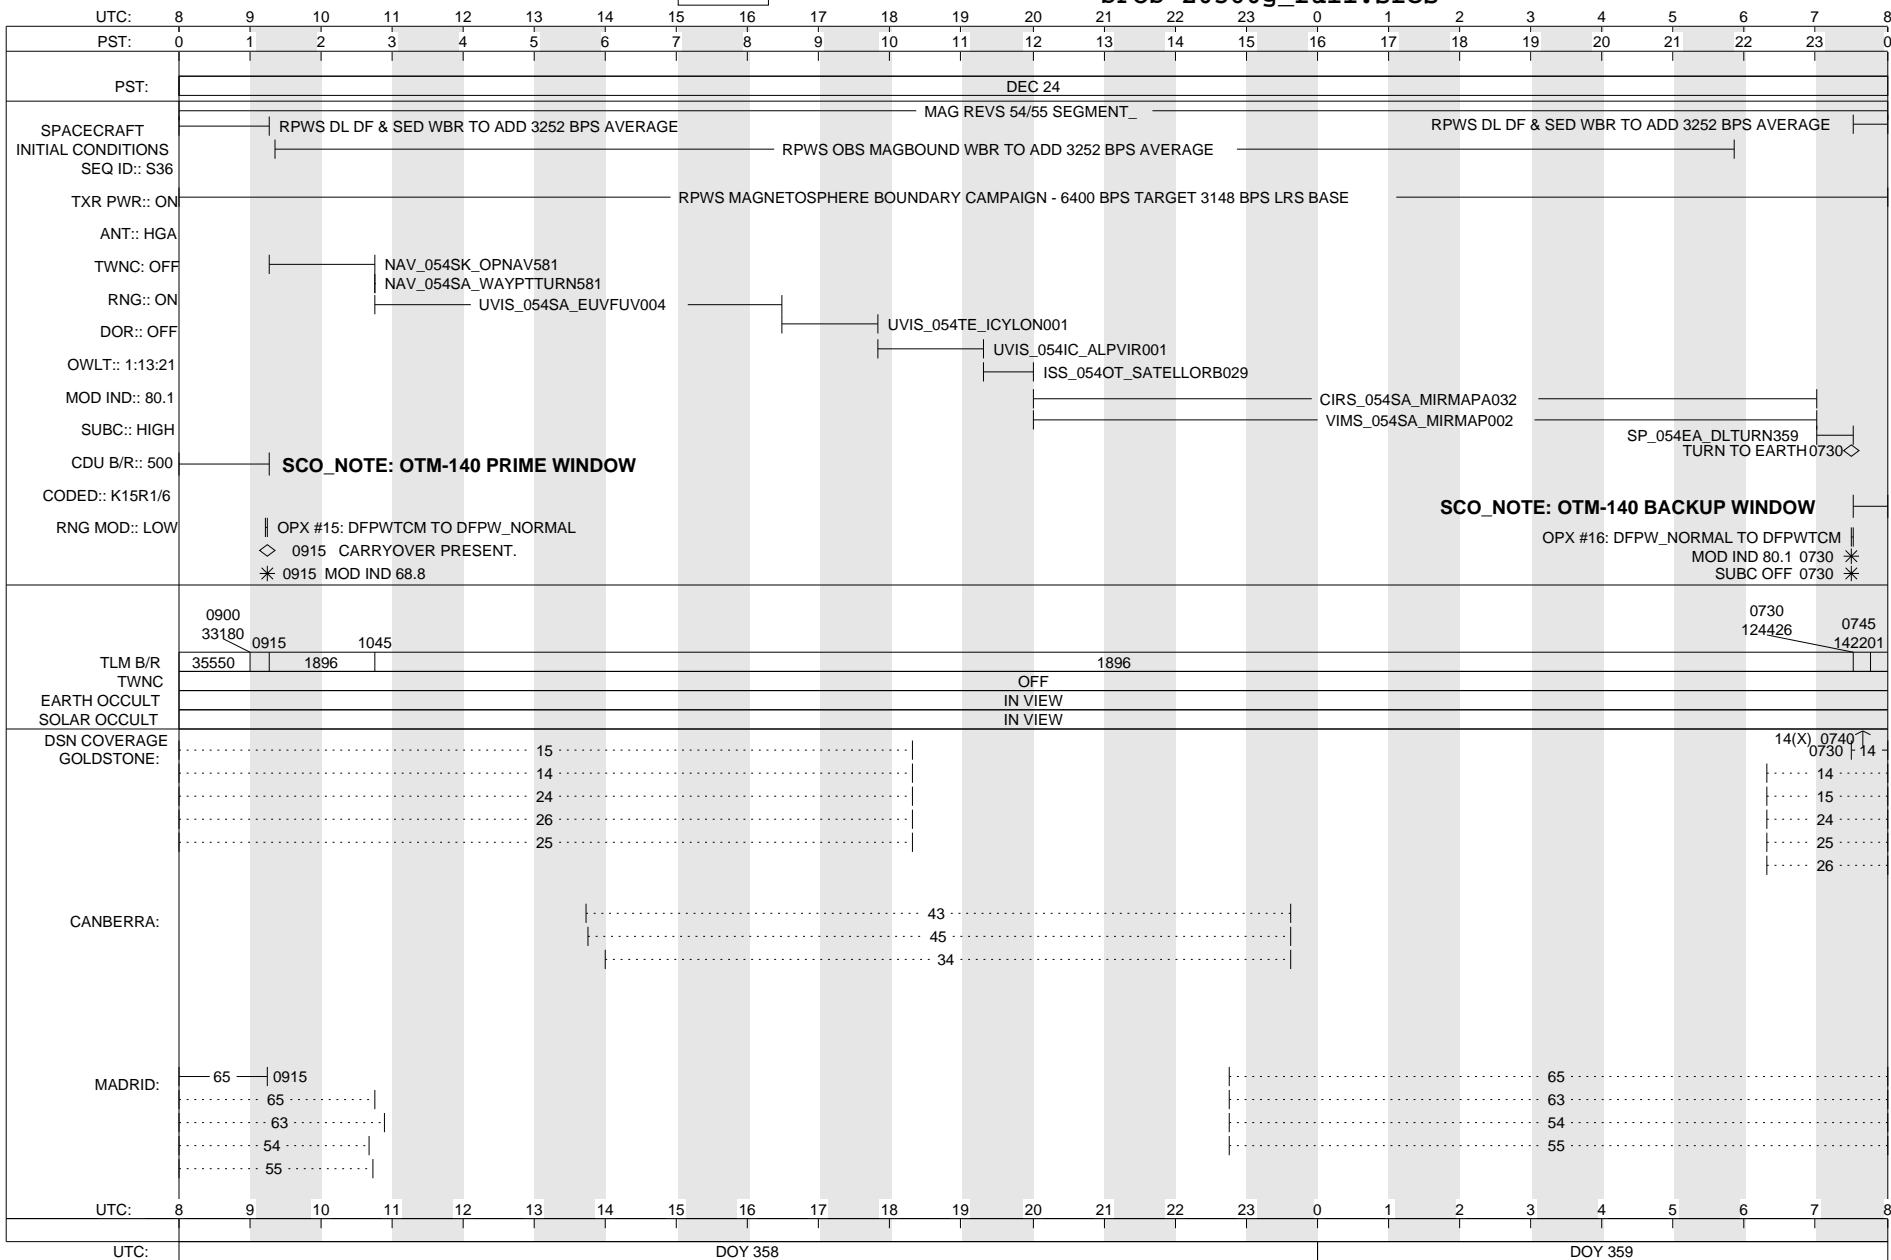 UTC: 8 9 10 11 12 13 14 15 16 17 18 19 20 21 22 23 0 1 2 3 4 5 6 7 8
PST: 0 1 2 3 4 5 6 7 8 9 10 11 12 13 14 15 16 17 18 19 20 21 22 23 0
PST: DEC 24
MAG REVS 54/55 SEGMENT_
SPACECRAFT
INITIAL CONDITIONS
SEQ ID:: S36
RPWS DL DF & SED WBR TO ADD 3252 BPS AVERAGE
RPWS DL DF & SED WBR TO ADD 3252 BPS AVERAGE
RPWS OBS MAGBOUND WBR TO ADD 3252 BPS AVERAGE
TXR PWR:: ON
RPWS MAGNETOSPHERE BOUNDARY CAMPAIGN - 6400 BPS TARGET 3148 BPS LRS BASE
ANT:: HGA
TWNC: OFF
NAV_054SK_OPNAV581
NAV_054SA_WAYPTTURN581
RNG:: ON
UVIS_054SA_EUVFUV004
DOR:: OFF
UVIS_054TE_ICYLON001
UVIS_054IC_ALPVIR001
OWLT:: 1:13:21
ISS_054OT_SATELLORB029
MOD IND:: 80.1
CIRS_054SA_MIRMAPA032
VIMS_054SA_MIRMAP002
SUBC:: HIGH
SP_054EA_DLTURN359
TURN TO EARTH 0730
CDU B/R:: 500
SCO_NOTE: OTM-140 PRIME WINDOW
CODED:: K15R1/6
SCO_NOTE: OTM-140 BACKUP WINDOW
RNG MOD:: LOW
OPX #15: DFPWTCM TO DFPW_NORMAL
0915 CARRYOVER PRESENT.
0915 MOD IND 68.8
OPX #16: DFPW_NORMAL TO DFPWTCM
MOD IND 80.1 0730
SUBC OFF 0730
0900
33180
0915
1045
0730
124426
0745
142201
TLM B/R 35550 1896 1896
TWNC OFF
EARTH OCCULT IN VIEW
SOLAR OCCULT IN VIEW
DSN COVERAGE
GOLDSTONE:
15
14
24
26
25
14(X) 0740
0730 14
14
15
24
25
26
CANBERRA:
43
45
34
MADRID:
65 0915
65
63
54
55
65
63
54
55
UTC: 8 9 10 11 12 13 14 15 16 17 18 19 20 21 22 23 0 1 2 3 4 5 6 7 8
UTC: DOY 358 DOY 359